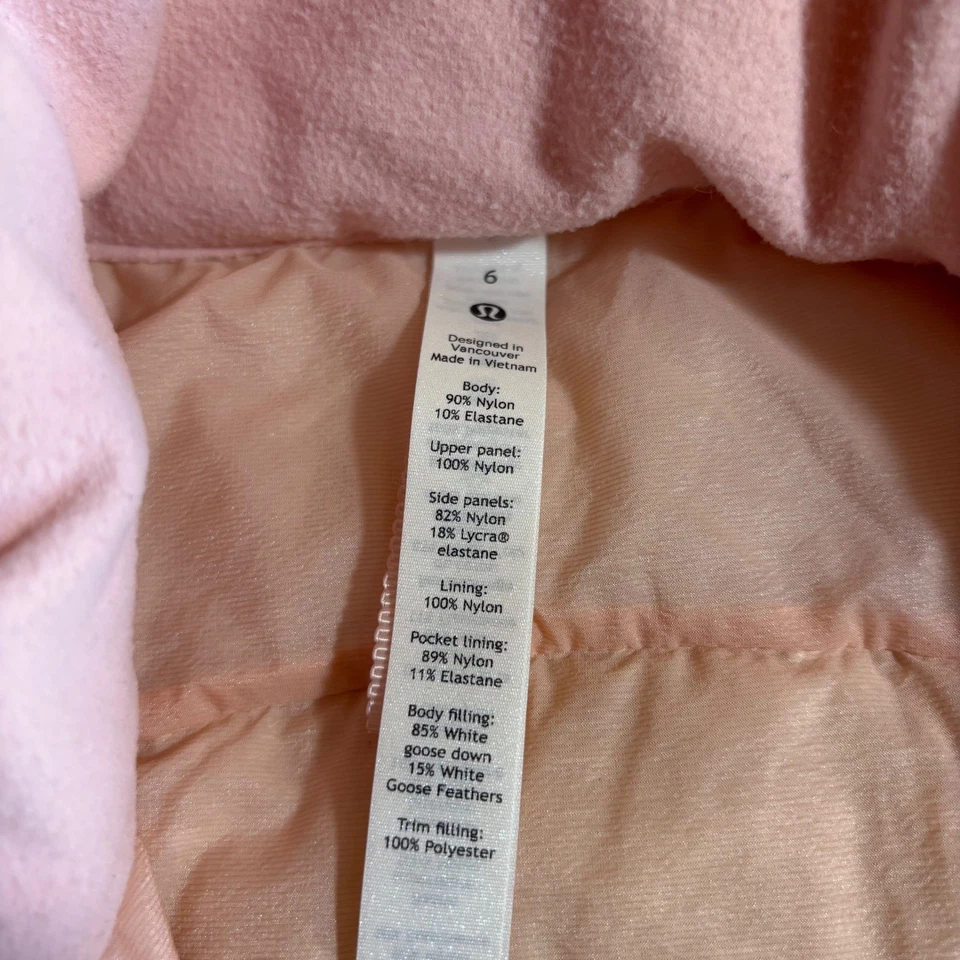 6
Designed in
Vancouver
Made in Vietnam
Body:
90% Nylon
10% Elastane
Upper panel:
100% Nylon
Side panels:
82% Nylon
18% Lycra®
elastane
Lining:
100% Nylon
Pocket lining:
89% Nylon
11% Elastane
Body filling:
85% White
goose down
15% White
Goose Feathers
Trim filling:
100% Polyester